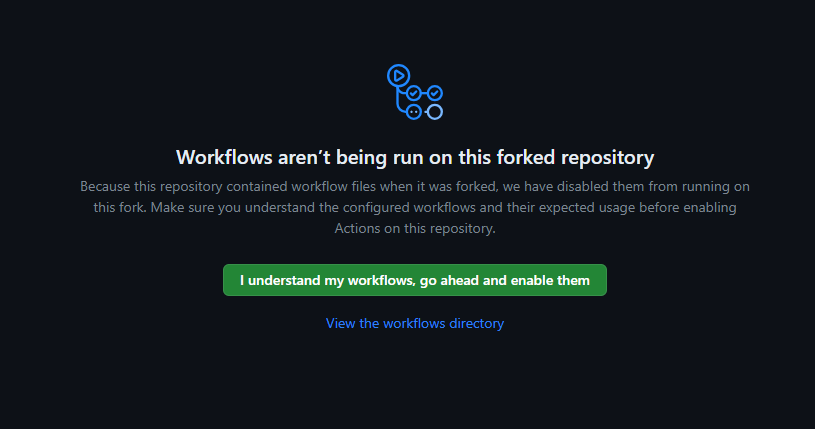 Workflows aren’t being run on this forked repository
Because this repository contained workflow files when it was forked, we have disabled them from running on
this fork. Make sure you understand the configured workflows and their expected usage before enabling
Actions on this repository.
I understand my workflows, go ahead and enable them
View the workflows directory